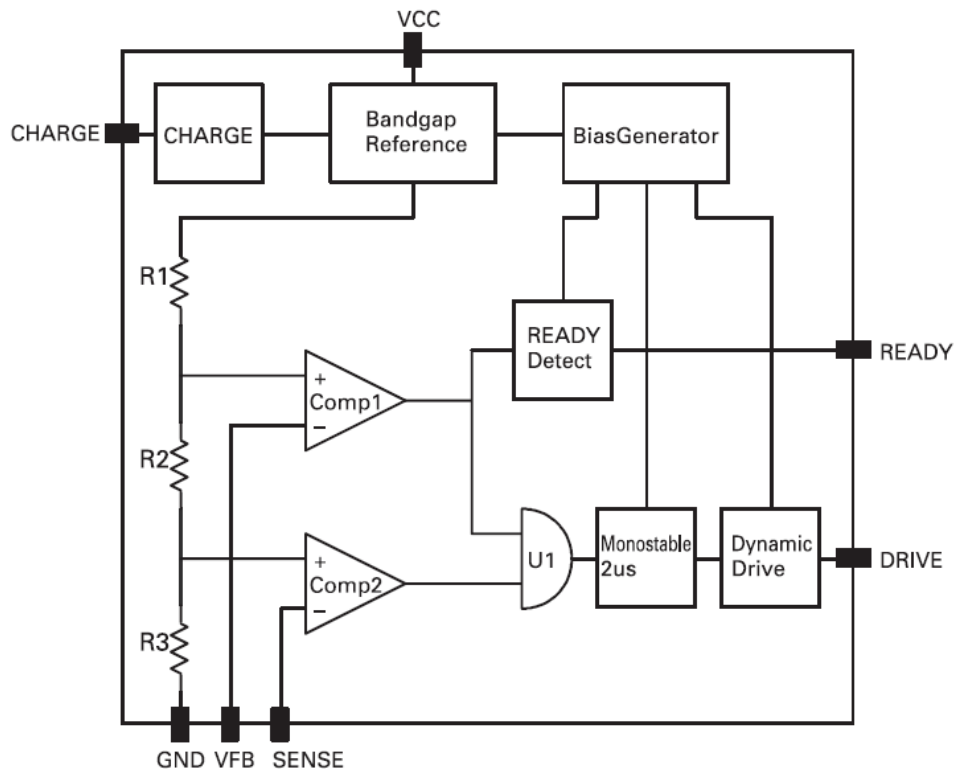 VCC
CHARGE
CHARGE
Bandgap
Reference
BiasGenerator
R1
READY
Detect
READY
+
Comp1
−
R2
+
Comp2
−
U1
Monostable
2us
Dynamic
Drive
DRIVE
R3
GND
VFB
SENSE